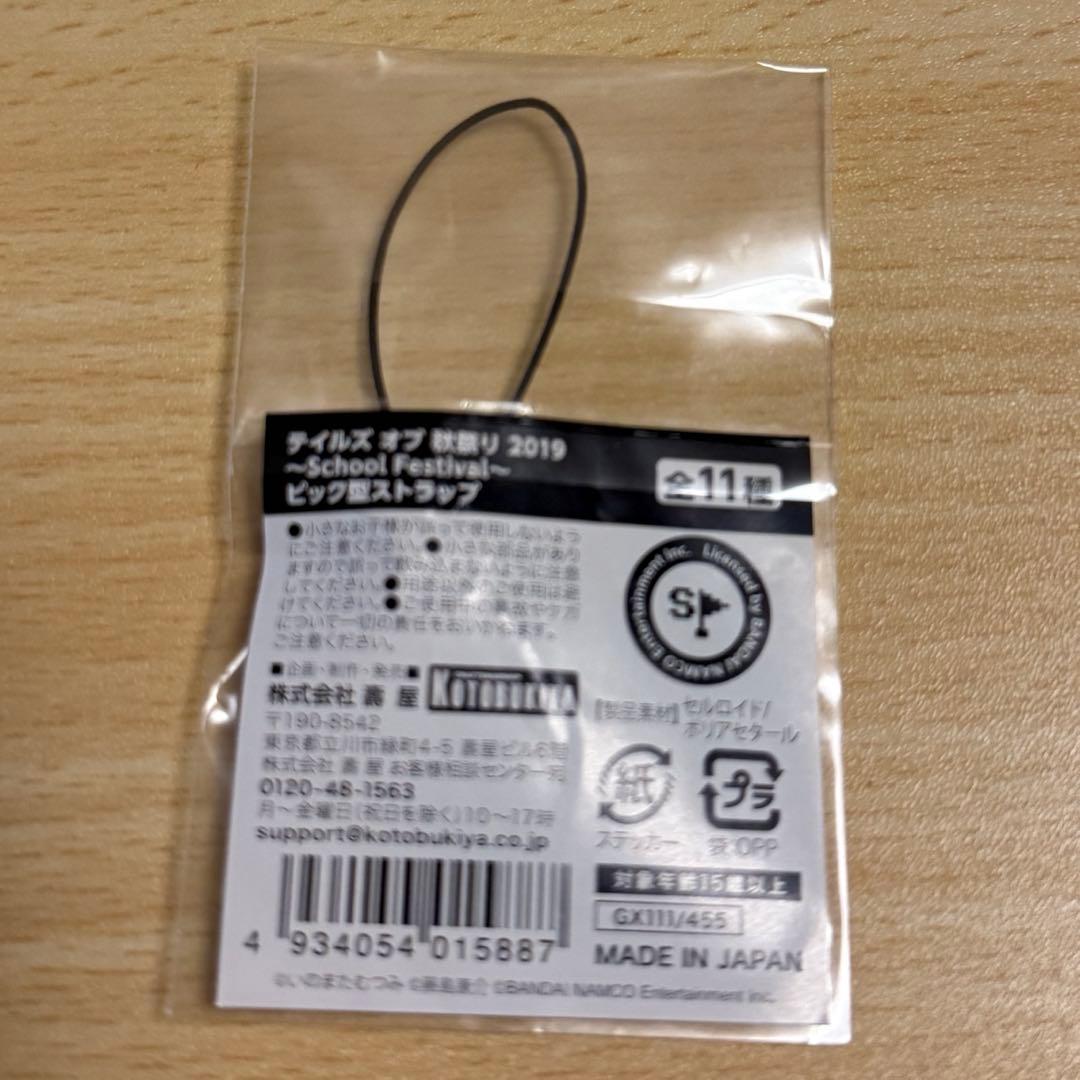 テイルズ オブ 秋祭り 2019
～School Festival～
ピック型ストラップ
全11種
●小さなお子様が誤って使用しないよう
にご注意ください。●小さな部品があり
ますので誤って飲み込まないように注意
してください。●用途以外のご使用は避
けてください。●ご使用中の事故やケガ
について一切の責任をおいかねます。
ご注意ください。
Licensed by BANDAI NAMCO Entertainment Inc.
S
■企画・制作・発売■
株式会社 壽 屋 KOTOBUKIYA
〒190-8542
東京都立川市緑町4-5 壽屋ビル6階
株式会社 壽 屋 お客様相談センター宛
0120-48-1563
月～金曜日(祝日を除く)10～17時
support@kotobukiya.co.jp
【製品素材】セルロイド/
ポリアセタール
紙
ステッカー
プラ
袋:OPP
対象年齢15歳以上
GX111/455
MADE IN JAPAN
4 934054 015887
©いのまたむつみ ©藤島康介 ©BANDAI NAMCO Entertainment Inc.